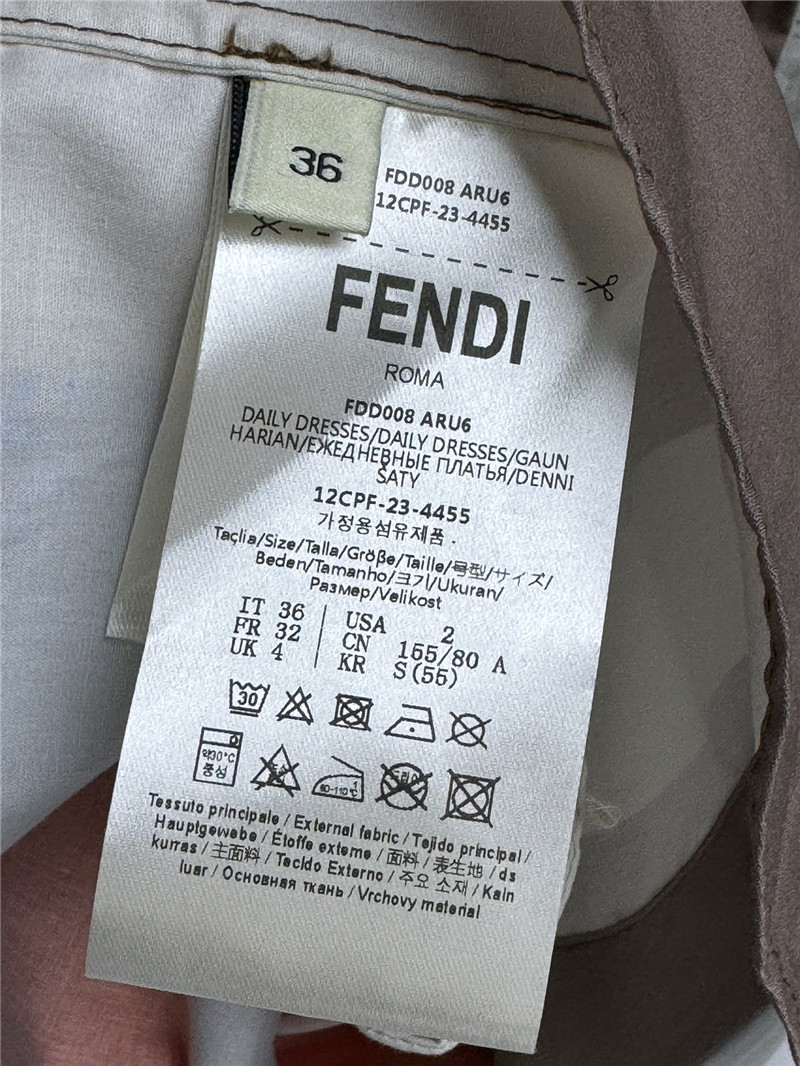 36
FDD008 ARU6
12CPF-23-4455
FENDI
ROMA
FDD008 ARU6
DAILY DRESSES/DAILY DRESSES/GAUN
HARIAN/ЕЖЕДНЕВНЫЕ ПЛАТЬЯ/DENNI
ŠATY
12CPF-23-4455
가정용섬유제품 .
Taçlia/Size/Talla/Größe/Taille/号型/サイズ/
Beden/Tamanho/크기/Ukuran/
Размер/Velikost
IT 36
FR 32
UK 4
USA 2
CN 155/80 A
KR S(55)
30
약30°C
중성
1
80-110°C
Tessuto principale / External fabric / Tejido principal /
Hauptgewebe / Étoffe externe / 面料 / 表生地 / ds
kumas / 主面料 / Tacido Externo / 주요 소재 / Kain
luar / Основная ткань / Vrchovy material